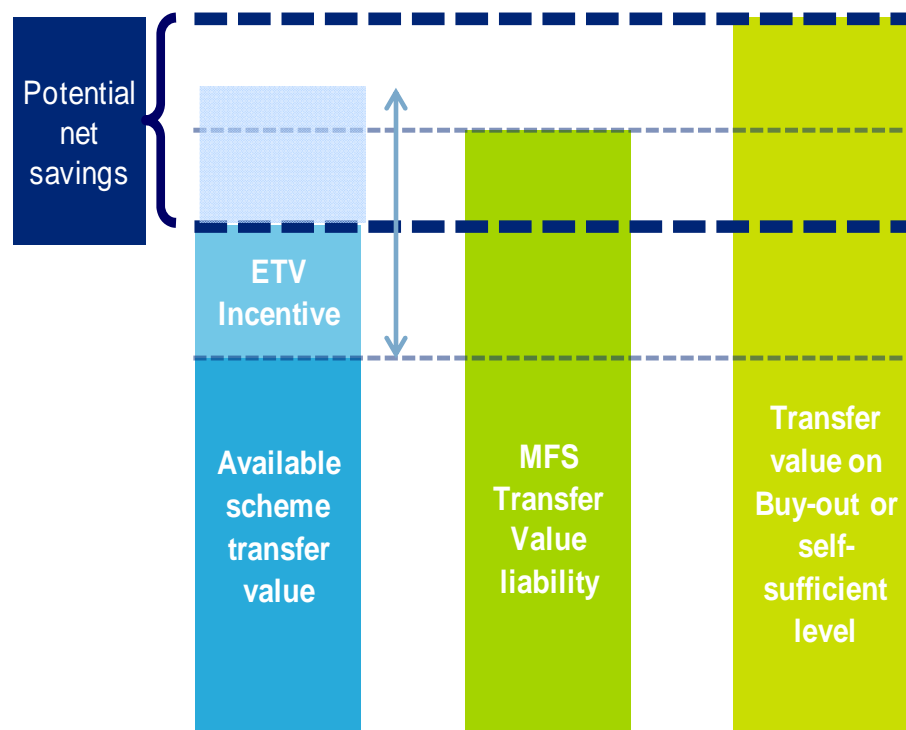 Potential
net
savings
ETV
Incentive
Available
scheme
transfer
value
MFS
Transfer
Value
liability
Transfer
value on
Buy-out or
self-
sufficient
level